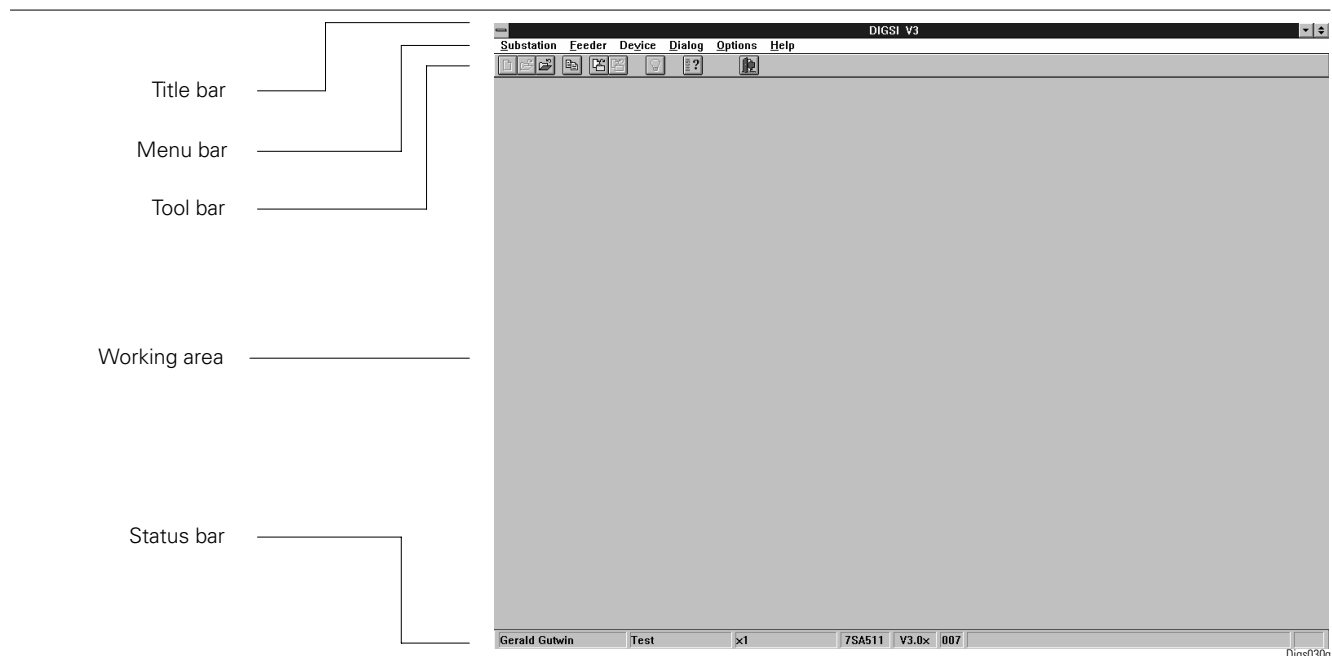 DIGSI V3
Substation Feeder Device Dialog Options Help
?
Title bar
Menu bar
Tool bar
Working area
Status bar
Gerald Gutwin Test x1 7SA511 V3.0x 007
Digs030g